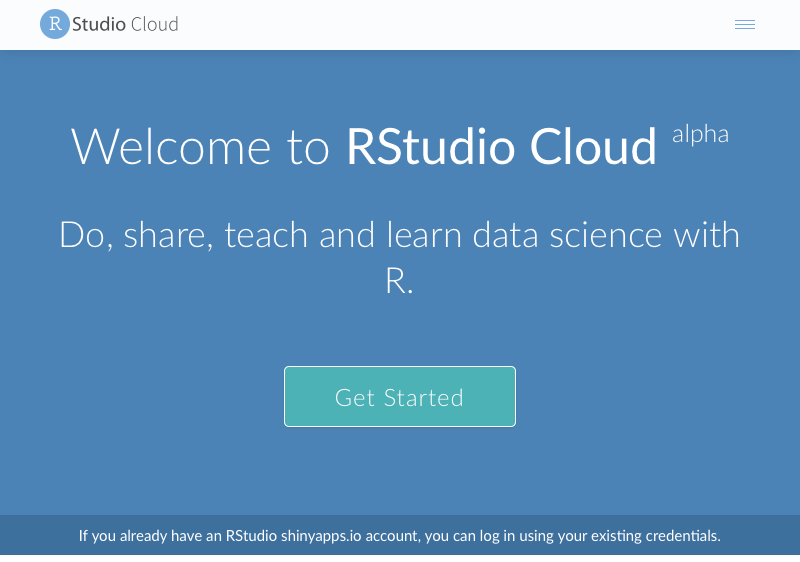 R Studio Cloud
Welcome to RStudio Cloud alpha
Do, share, teach and learn data science with
R.
Get Started
If you already have an RStudio shinyapps.io account, you can log in using your existing credentials.